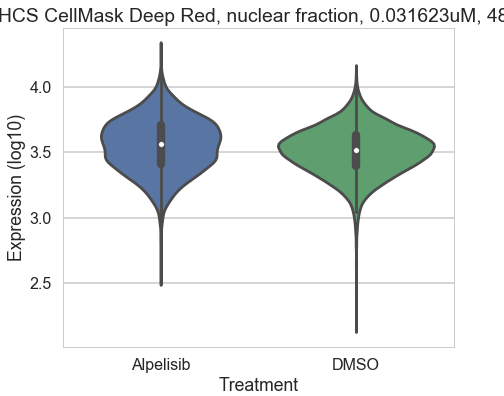 HCS CellMask Deep Red, nuclear fraction, 0.031623uM, 48
Expression (log10)
4.0
3.5
3.0
2.5
Alpelisib DMSO
Treatment